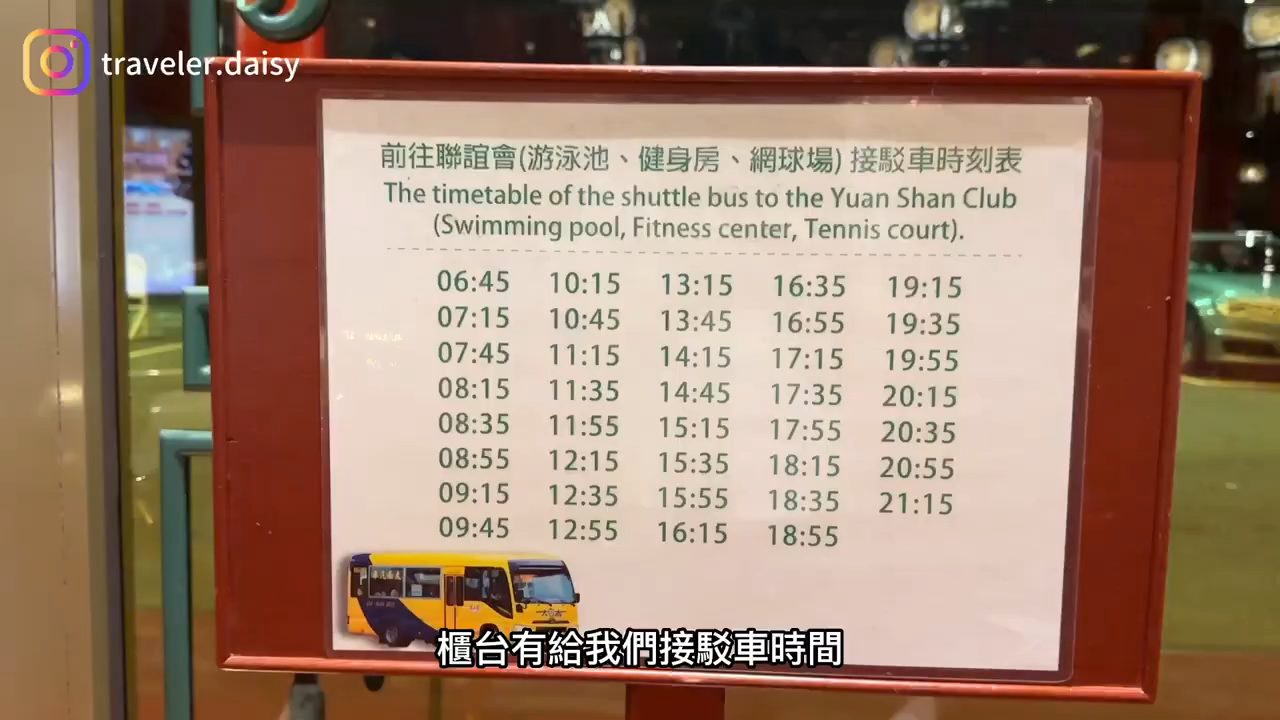 traveler.daisy
前往聯誼會(游泳池、健身房、網球場) 接駁車時刻表
The timetable of the shuttle bus to the Yuan Shan Club
(Swimming pool, Fitness center, Tennis court).
06:45 10:15 13:15 16:35 19:15
07:15 10:45 13:45 16:55 19:35
07:45 11:15 14:15 17:15 19:55
08:15 11:35 14:45 17:35 20:15
08:35 11:55 15:15 17:55 20:35
08:55 12:15 15:35 18:15 20:55
09:15 12:35 15:55 18:35 21:15
09:45 12:55 16:15 18:55
櫃台有給我們接駁車時間